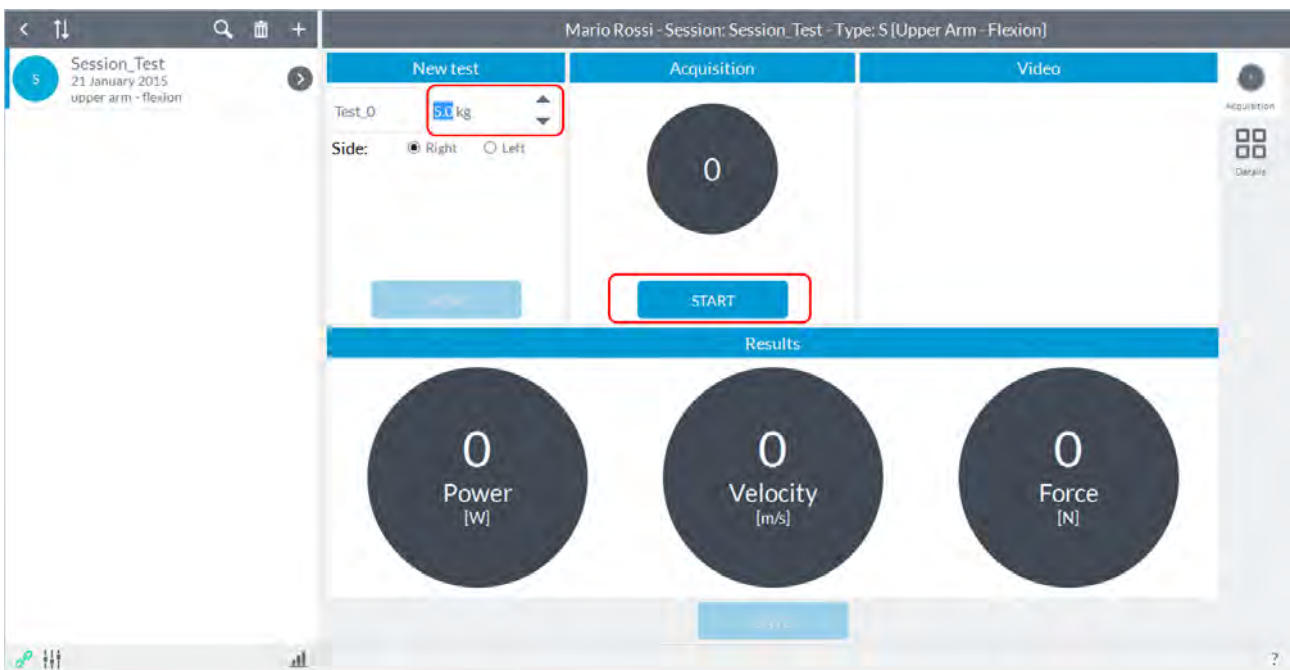 Mario Rossi - Session: Session_Test - Type: S [Upper Arm - Flexion]
S
Session_Test
21 January 2015
upper arm - flexion
New test
Acquisition
Video
Test_0
5.0 kg
Side:
Right
Left
0
START
Acquisition
Details
Results
0
Power
[W]
0
Velocity
[m/s]
0
Force
[N]
?